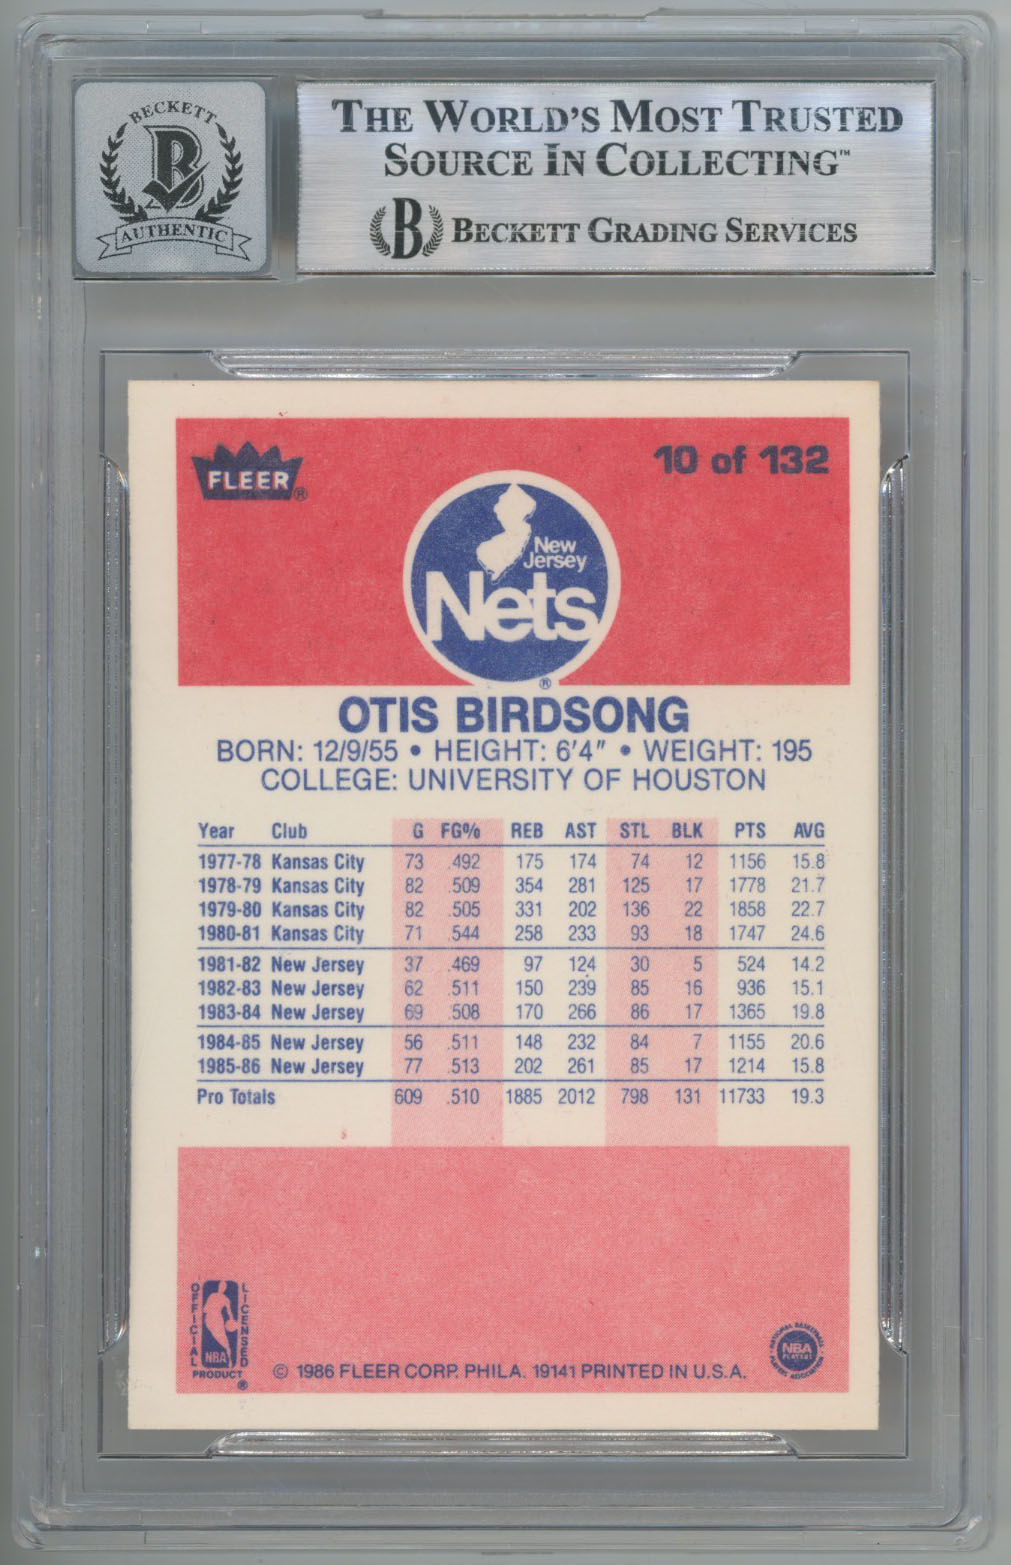 BECKETT
B
AUTHENTIC
THE WORLD'S MOST TRUSTED
SOURCE IN COLLECTING™
B BECKETT GRADING SERVICES
FLEER®
10 of 132
New
Jersey
Nets
®
OTIS BIRDSONG
BORN: 12/9/55 • HEIGHT: 6'4" • WEIGHT: 195
COLLEGE: UNIVERSITY OF HOUSTON
Year Club G FG% REB AST STL BLK PTS AVG
1977-78 Kansas City 73 .492 175 174 74 12 1156 15.8
1978-79 Kansas City 82 .509 354 281 125 17 1778 21.7
1979-80 Kansas City 82 .505 331 202 136 22 1858 22.7
1980-81 Kansas City 71 .544 258 233 93 18 1747 24.6
1981-82 New Jersey 37 .469 97 124 30 5 524 14.2
1982-83 New Jersey 62 .511 150 239 85 16 936 15.1
1983-84 New Jersey 69 .508 170 266 86 17 1365 19.8
1984-85 New Jersey 56 .511 148 232 84 7 1155 20.6
1985-86 New Jersey 77 .513 202 261 85 17 1214 15.8
Pro Totals 609 .510 1885 2012 798 131 11733 19.3
OFFICIAL
LICENSED
NBA
PRODUCT
®
© 1986 FLEER CORP. PHILA. 19141 PRINTED IN U.S.A.
NATIONAL BASKETBALL
NBA
PLAYERS
PLAYERS ASSOCIATION